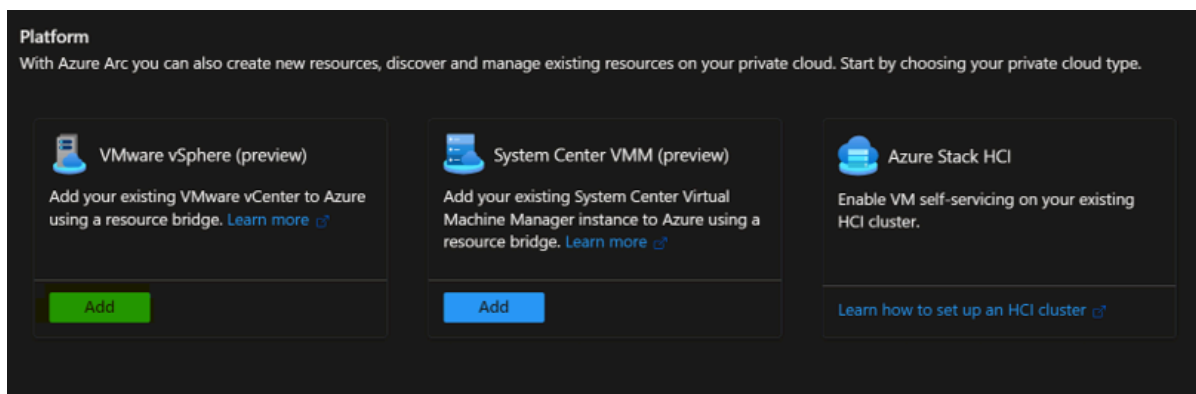 Platform
With Azure Arc you can also create new resources, discover and manage existing resources on your private cloud. Start by choosing your private cloud type.
VMware vSphere (preview)
Add your existing VMware vCenter to Azure
using a resource bridge. Learn more
Add
System Center VMM (preview)
Add your existing System Center Virtual
Machine Manager instance to Azure using a
resource bridge. Learn more
Add
Azure Stack HCI
Enable VM self-servicing on your existing
HCI cluster.
Learn how to set up an HCI cluster